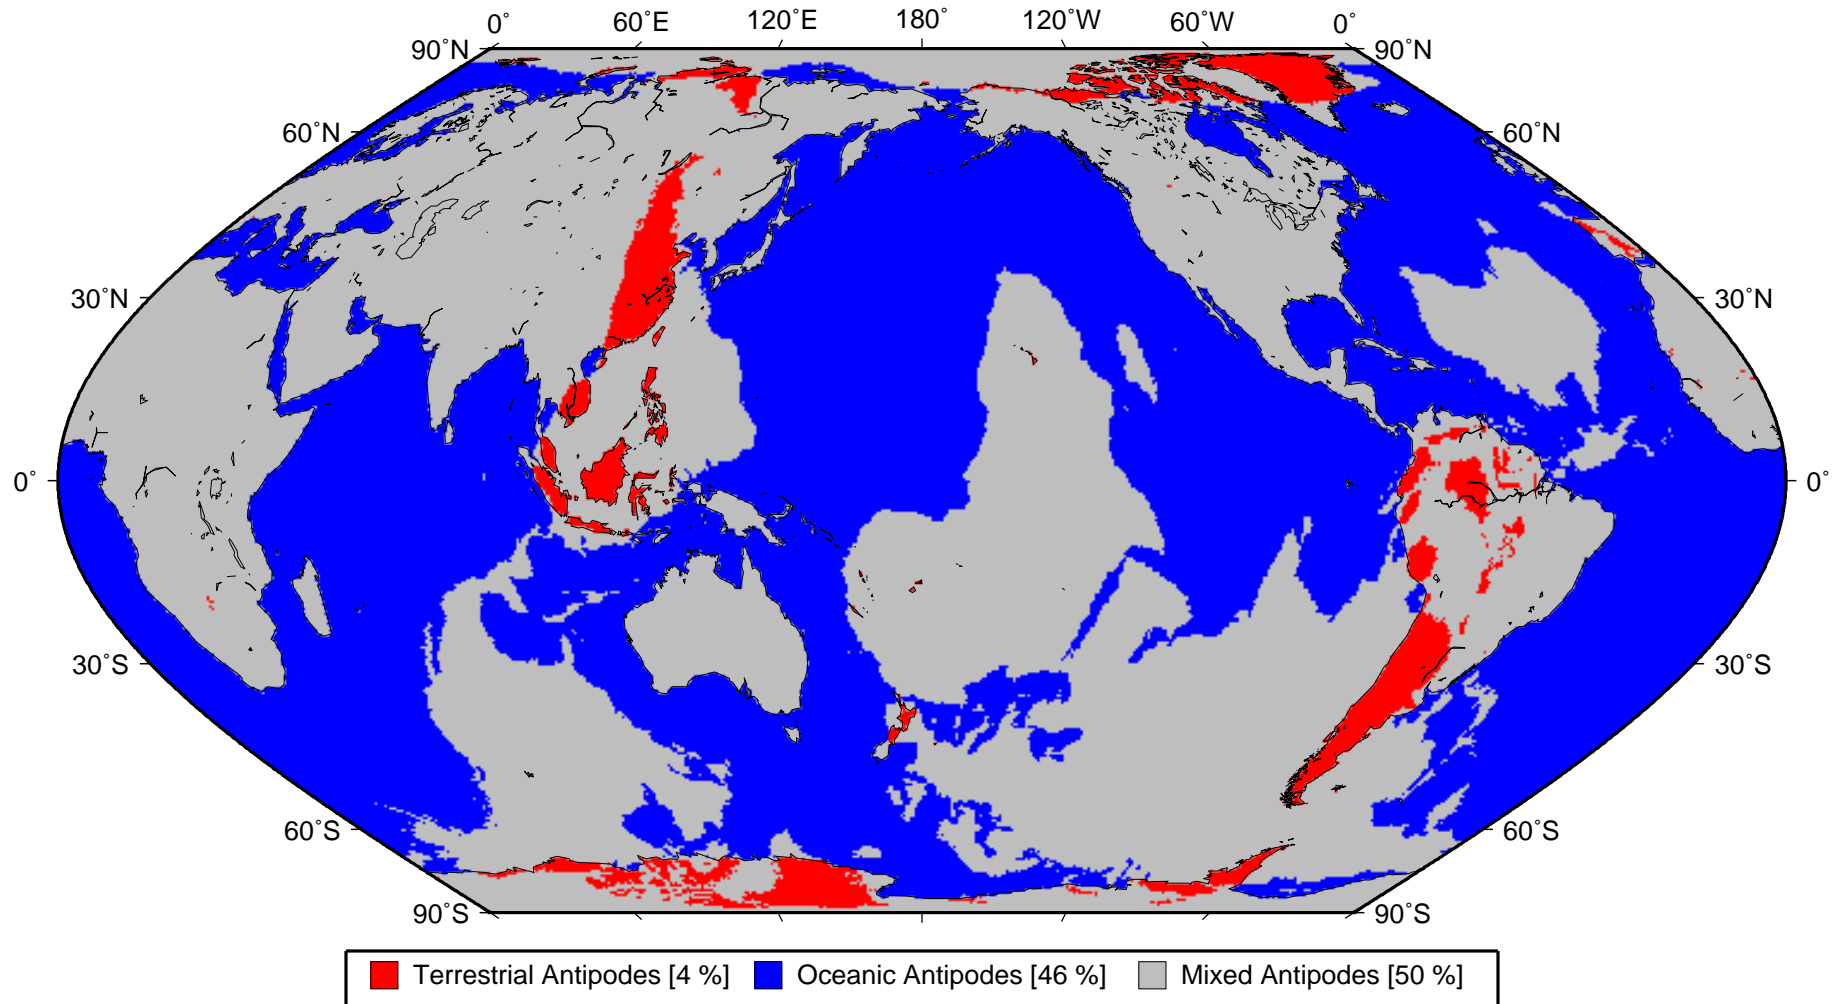 0˚ 60˚E 120˚E 180˚ 120˚W 60˚W 0˚
90˚N 90˚N
60˚N 60˚N
30˚N 30˚N
0˚ 0˚
30˚S 30˚S
60˚S 60˚S
90˚S 90˚S
Terrestrial Antipodes [4 %] Oceanic Antipodes [46 %] Mixed Antipodes [50 %]